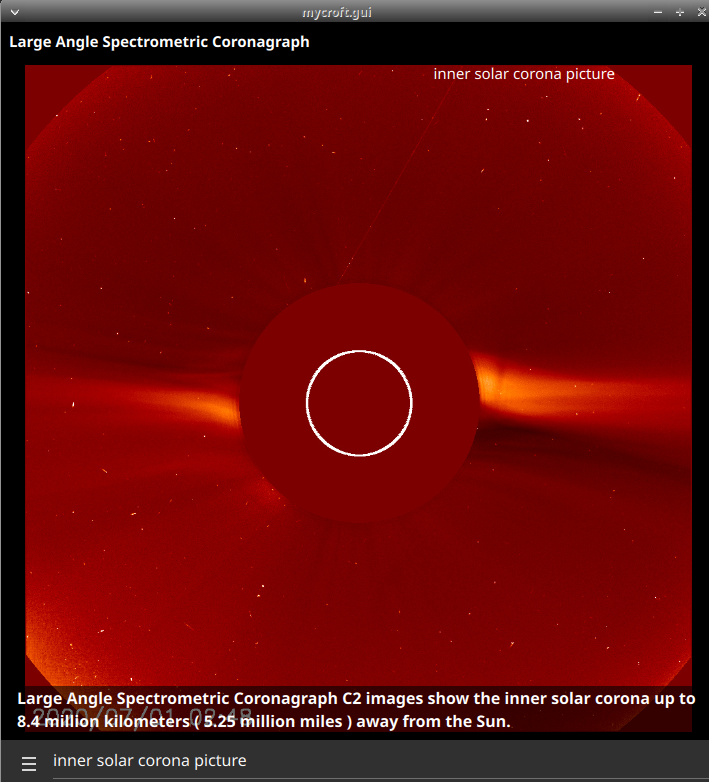 mycroft.gui
Large Angle Spectrometric Coronagraph
inner solar corona picture
Large Angle Spectrometric Coronagraph C2 images show the inner solar corona up to
8.4 million kilometers ( 5.25 million miles ) away from the Sun.
2020/07/01 08:48
inner solar corona picture